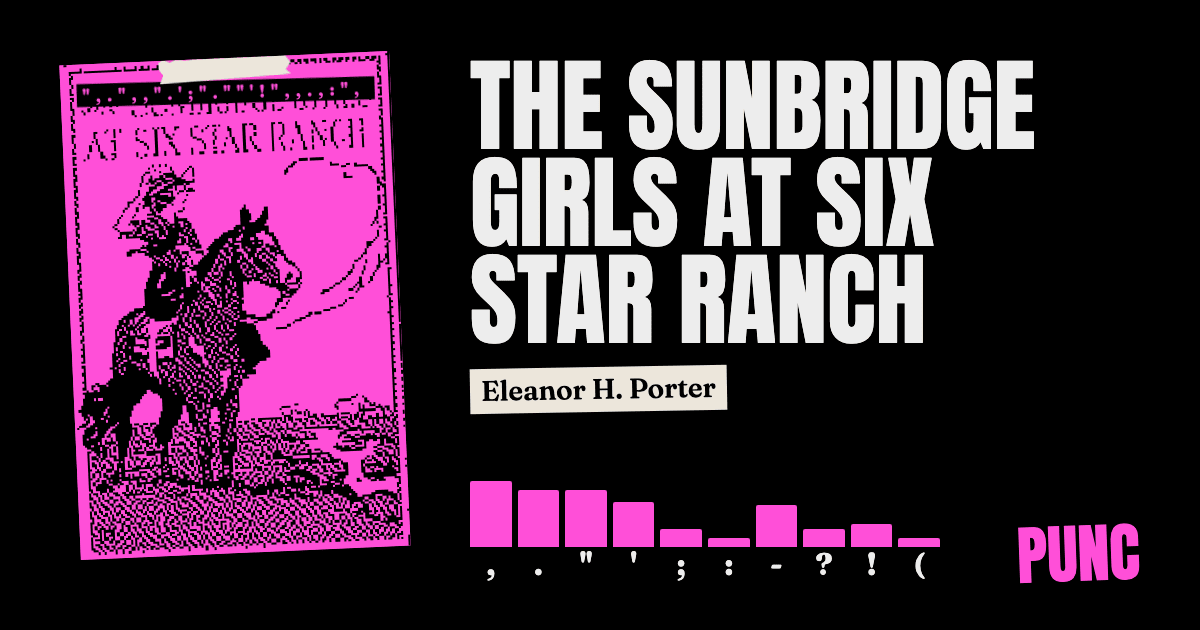 ",.",,".';".""'!",,.,:",
AT SIX STAR RANCH
THE SUNBRIDGE
GIRLS AT SIX
STAR RANCH
Eleanor H. Porter
, . " ' ; : - ? ! (
PUNC